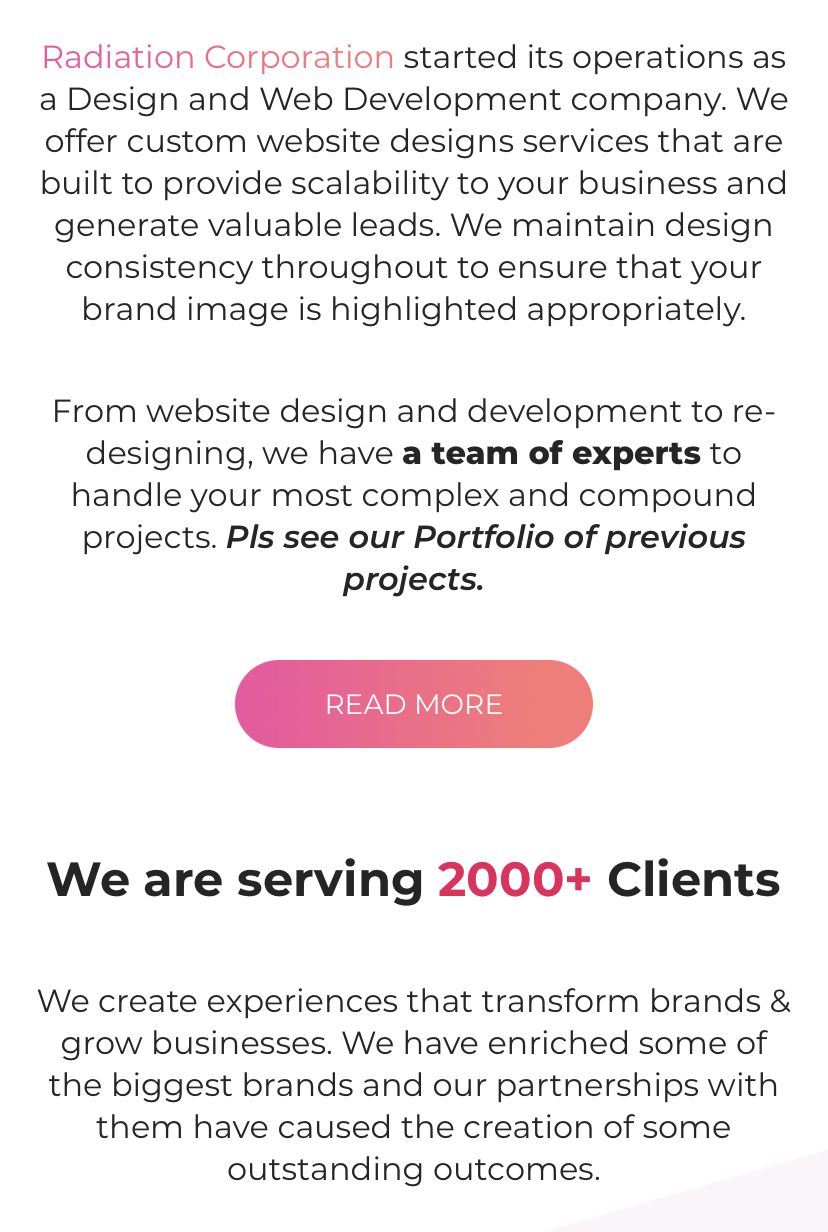 Radiation Corporation started its operations as
a Design and Web Development company. We
offer custom website designs services that are
built to provide scalability to your business and
generate valuable leads. We maintain design
consistency throughout to ensure that your
brand image is highlighted appropriately.
From website design and development to re-
designing, we have a team of experts to
handle your most complex and compound
projects. Pls see our Portfolio of previous
projects.
READ MORE
We are serving 2000+ Clients
We create experiences that transform brands &
grow businesses. We have enriched some of
the biggest brands and our partnerships with
them have caused the creation of some
outstanding outcomes.